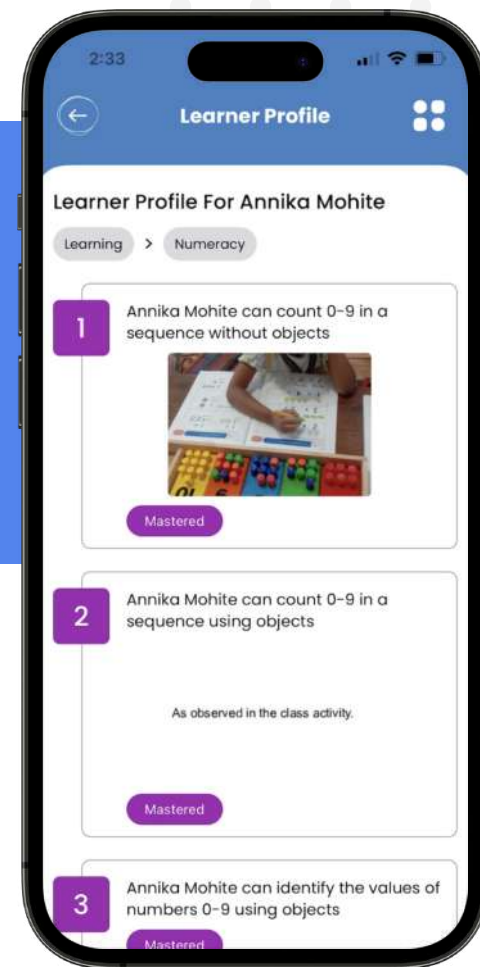 2:33
Learner Profile
Learner Profile For Annika Mohite
Learning > Numeracy
1
Annika Mohite can count 0-9 in a
sequence without objects
Mastered
2
Annika Mohite can count 0-9 in a
sequence using objects
As observed in the class activity.
Mastered
3
Annika Mohite can identify the values of
numbers 0-9 using objects
Mastered